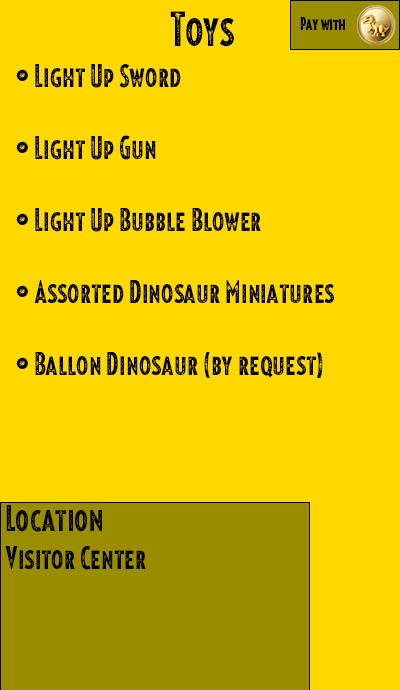 Toys
Pay with
• Light Up Sword
• Light Up Gun
• Light Up Bubble Blower
• Assorted Dinosaur Miniatures
• Ballon Dinosaur (by request)
Location
Visitor Center